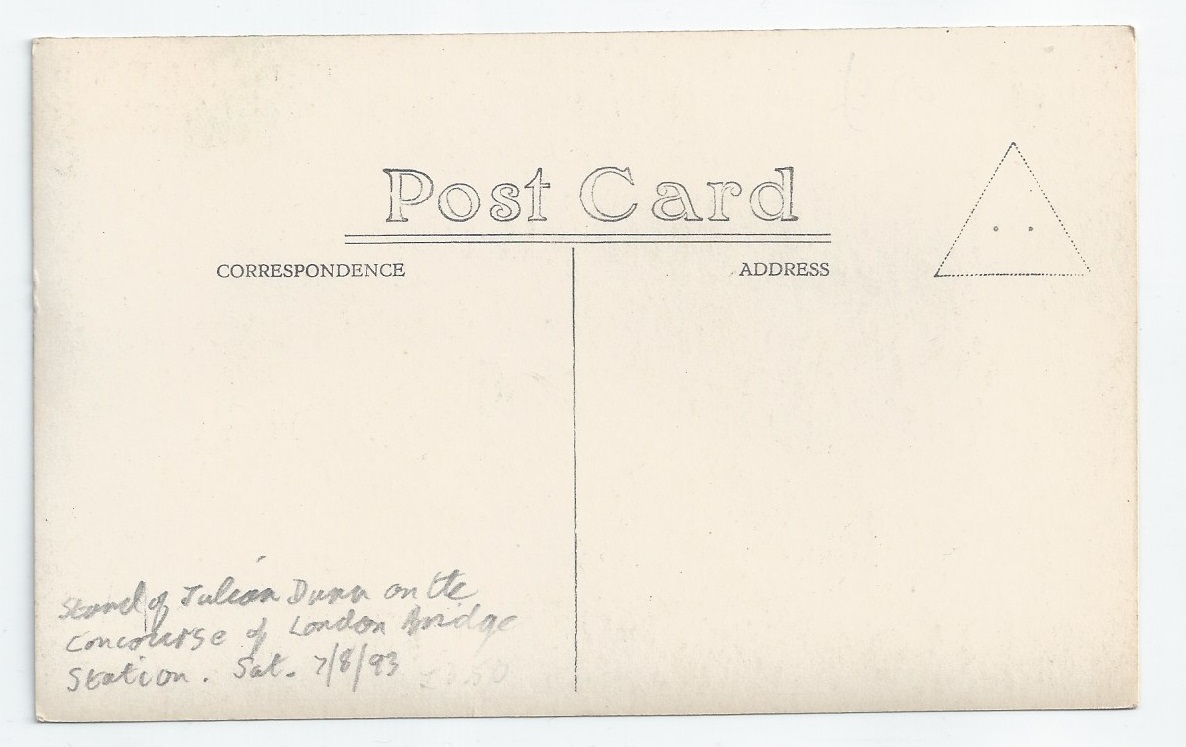 Post Card
CORRESPONDENCE
ADDRESS
Stand of Julian Dunn on the
Concourse of London Bridge
Station. Sat. 7/8/93